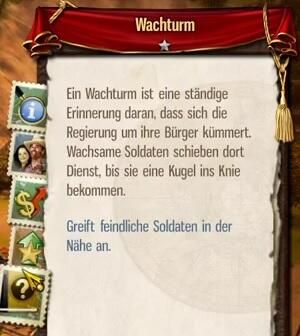 Wachturm
Ein Wachturm ist eine ständige
Erinnerung daran, dass sich die
Regierung um ihre Bürger kümmert.
Wachsame Soldaten schieben dort
Dienst, bis sie eine Kugel ins Knie
bekommen.
Greift feindliche Soldaten in der
Nähe an.